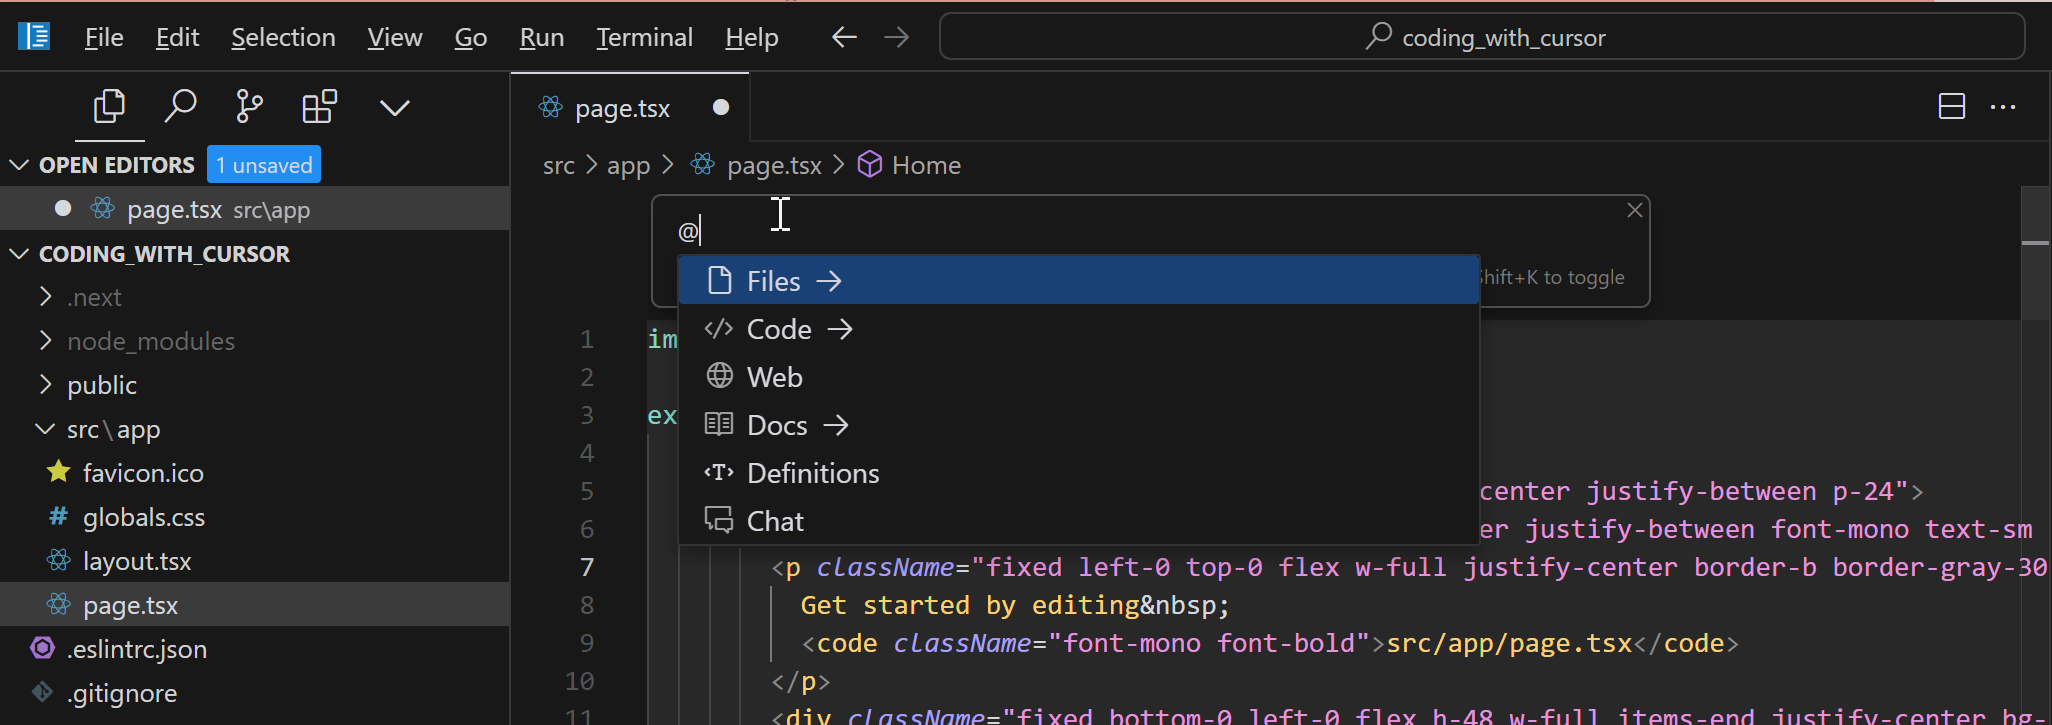 File Edit Selection View Go Run Terminal Help coding_with_cursor
page.tsx
OPEN EDITORS 1 unsaved
page.tsx src\app
CODING_WITH_CURSOR
.next
node_modules
public
src\app
favicon.ico
globals.css
layout.tsx
page.tsx
.eslintrc.json
.gitignore
src > app > page.tsx > Home
@
Shift+K to toggle
Files →
Code →
Web
Docs →
Definitions
Chat
1 im
2
3 ex
4
5 center justify-between p-24">
6 er justify-between font-mono text-sm
7 <p className="fixed left-0 top-0 flex w-full justify-center border-b border-gray-30
8 Get started by editing&nbsp;
9 <code className="font-mono font-bold">src/app/page.tsx</code>
10 </p>
11 <div className="fixed bottom-0 left-0 flex h-48 w-full items-end justify-center bg-